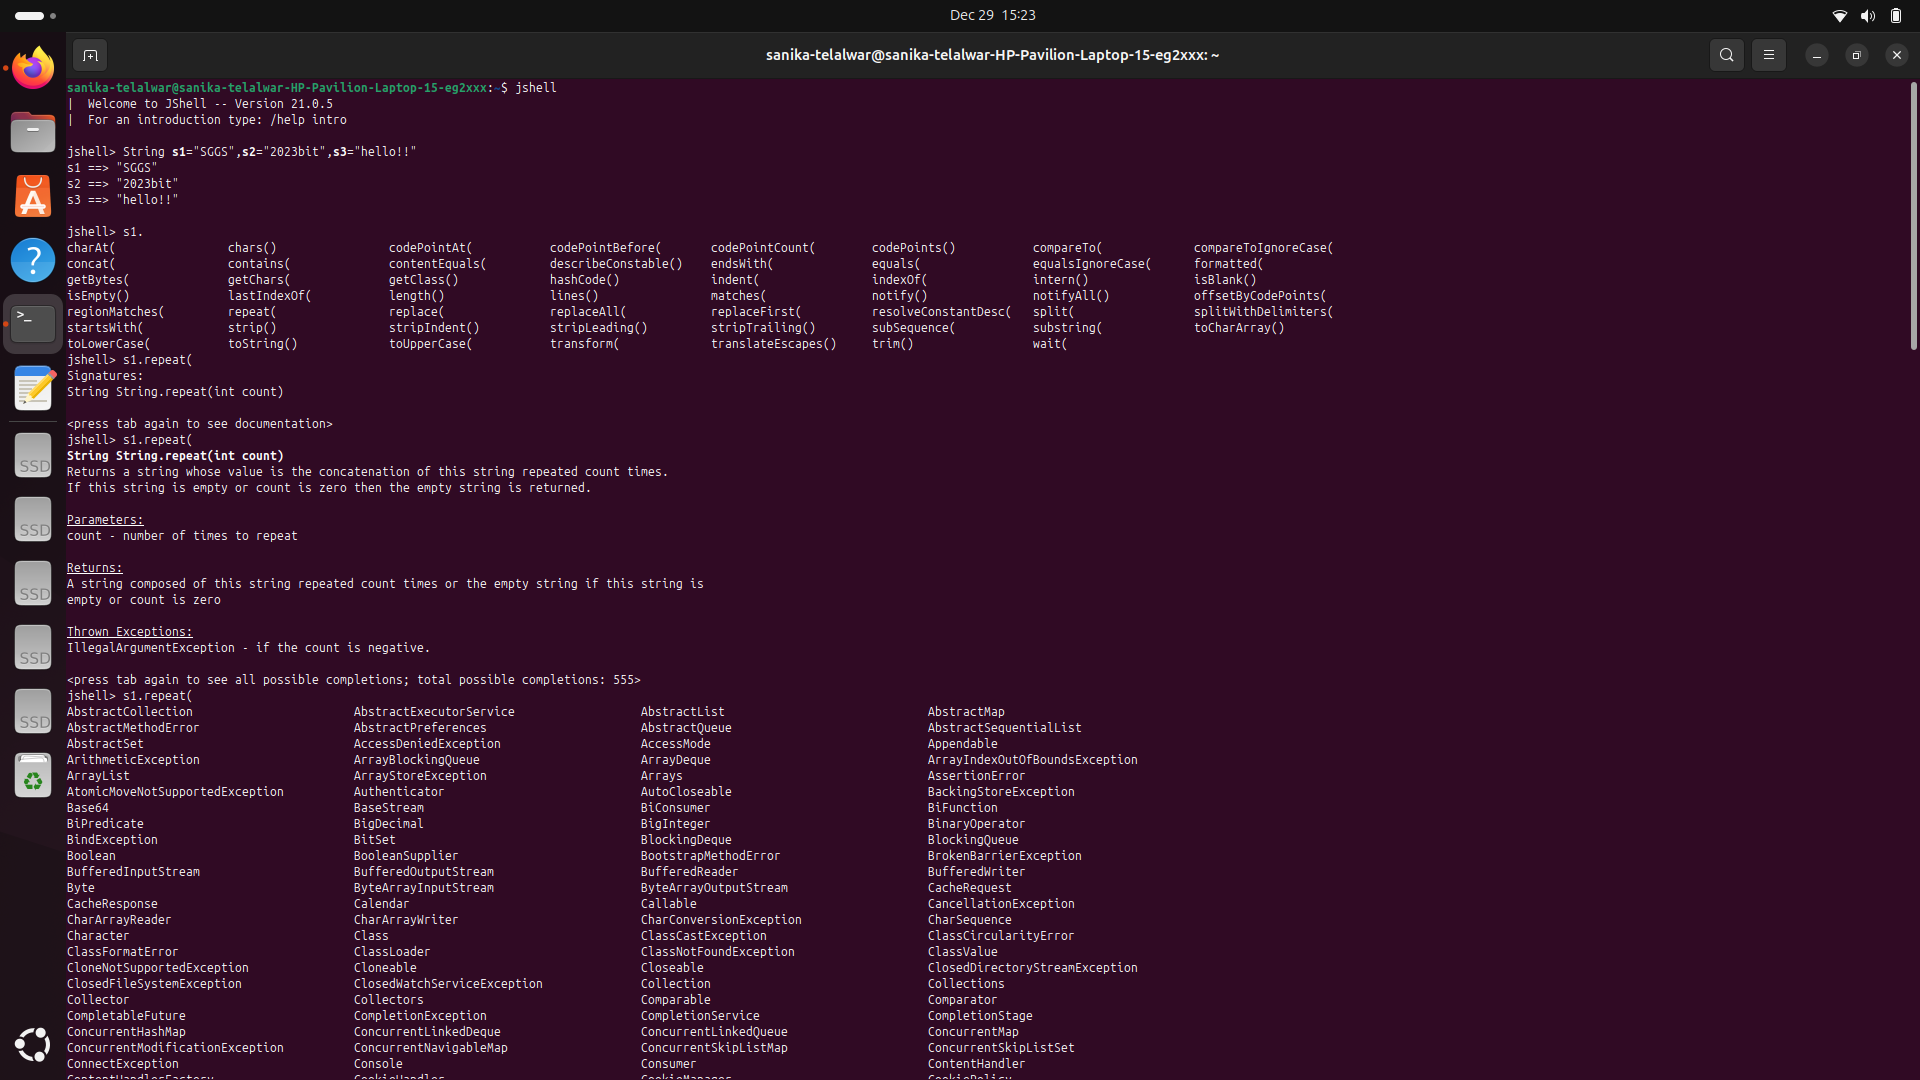 Dec 29 15:23
sanika-telalwar@sanika-telalwar-HP-Pavilion-Laptop-15-eg2xxx: ~
sanika-telalwar@sanika-telalwar-HP-Pavilion-Laptop-15-eg2xxx:~$ jshell
|  Welcome to JShell -- Version 21.0.5
|  For an introduction type: /help intro
jshell> String s1="SGGS",s2="2023bit",s3="hello!!"
s1 ==> "SGGS"
s2 ==> "2023bit"
s3 ==> "hello!!"
jshell> s1.
charAt( chars() codePointAt( codePointBefore( codePointCount( codePoints() compareTo( compareToIgnoreCase(
concat( contains( contentEquals( describeConstable() endsWith( equals( equalsIgnoreCase( formatted(
getBytes( getChars( getClass() hashCode() indent( indexOf( intern() isBlank()
isEmpty() lastIndexOf( length() lines() matches( notify() notifyAll() offsetByCodePoints(
regionMatches( repeat( replace( replaceAll( replaceFirst( resolveConstantDesc( split( splitWithDelimiters(
startsWith( strip() stripIndent() stripLeading() stripTrailing() subSequence( substring( toCharArray()
toLowerCase( toString() toUpperCase( transform( translateEscapes() trim() wait(
jshell> s1.repeat(
Signatures:
String String.repeat(int count)
<press tab again to see documentation>
jshell> s1.repeat(
String String.repeat(int count)
Returns a string whose value is the concatenation of this string repeated count times.
If this string is empty or count is zero then the empty string is returned.
Parameters:
count - number of times to repeat
Returns:
A string composed of this string repeated count times or the empty string if this string is
empty or count is zero
Thrown Exceptions:
IllegalArgumentException - if the count is negative.
<press tab again to see all possible completions; total possible completions: 555>
jshell> s1.repeat(
AbstractCollection AbstractExecutorService AbstractList AbstractMap
AbstractMethodError AbstractPreferences AbstractQueue AbstractSequentialList
AbstractSet AccessDeniedException AccessMode Appendable
ArithmeticException ArrayBlockingQueue ArrayDeque ArrayIndexOutOfBoundsException
ArrayList ArrayStoreException Arrays AssertionError
AtomicMoveNotSupportedException Authenticator AutoCloseable BackingStoreException
Base64 BaseStream BiConsumer BiFunction
BiPredicate BigDecimal BigInteger BinaryOperator
BindException BitSet BlockingDeque BlockingQueue
Boolean BooleanSupplier BootstrapMethodError BrokenBarrierException
BufferedInputStream BufferedOutputStream BufferedReader BufferedWriter
Byte ByteArrayInputStream ByteArrayOutputStream CacheRequest
CacheResponse Calendar Callable CancellationException
CharArrayReader CharArrayWriter CharConversionException CharSequence
Character Class ClassCastException ClassCircularityError
ClassFormatError ClassLoader ClassNotFoundException ClassValue
CloneNotSupportedException Cloneable Closeable ClosedDirectoryStreamException
ClosedFileSystemException ClosedWatchServiceException Collection Collections
Collector Collectors Comparable Comparator
CompletableFuture CompletionException CompletionService CompletionStage
ConcurrentHashMap ConcurrentLinkedDeque ConcurrentLinkedQueue ConcurrentMap
ConcurrentModificationException ConcurrentNavigableMap ConcurrentSkipListMap ConcurrentSkipListSet
ConnectException Console Consumer ContentHandler
ContentHandlerFactory CookieHandler CookieManager CookiePolicy
SSD
SSD
SSD
SSD
SSD